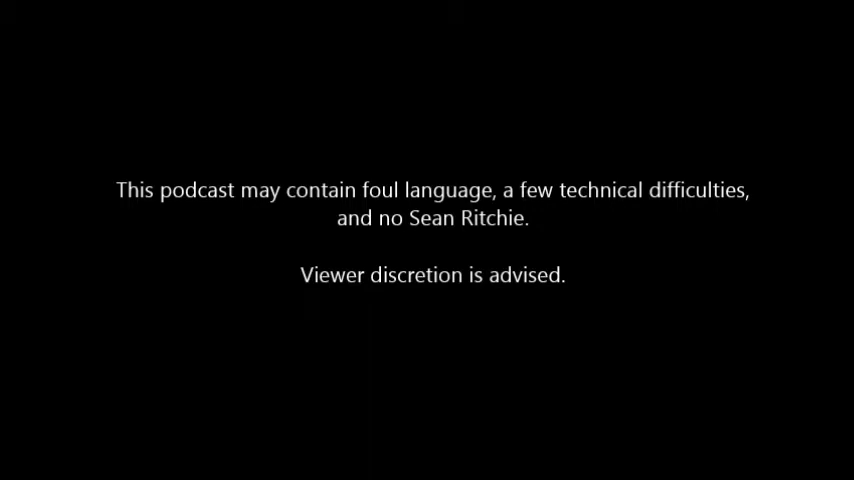 This podcast may contain foul language, a few technical difficulties,
and no Sean Ritchie.
Viewer discretion is advised.